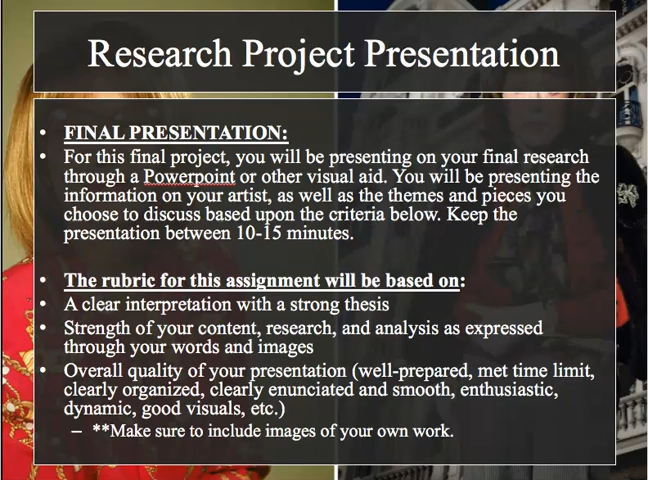 Research Project Presentation
• FINAL PRESENTATION:
• For this final project, you will be presenting on your final research
through a Powerpoint or other visual aid. You will be presenting the
information on your artist, as well as the themes and pieces you
choose to discuss based upon the criteria below. Keep the
presentation between 10-15 minutes.
• The rubric for this assignment will be based on:
• A clear interpretation with a strong thesis
• Strength of your content, research, and analysis as expressed
through your words and images
• Overall quality of your presentation (well-prepared, met time limit,
clearly organized, clearly enunciated and smooth, enthusiastic,
dynamic, good visuals, etc.)
– **Make sure to include images of your own work.